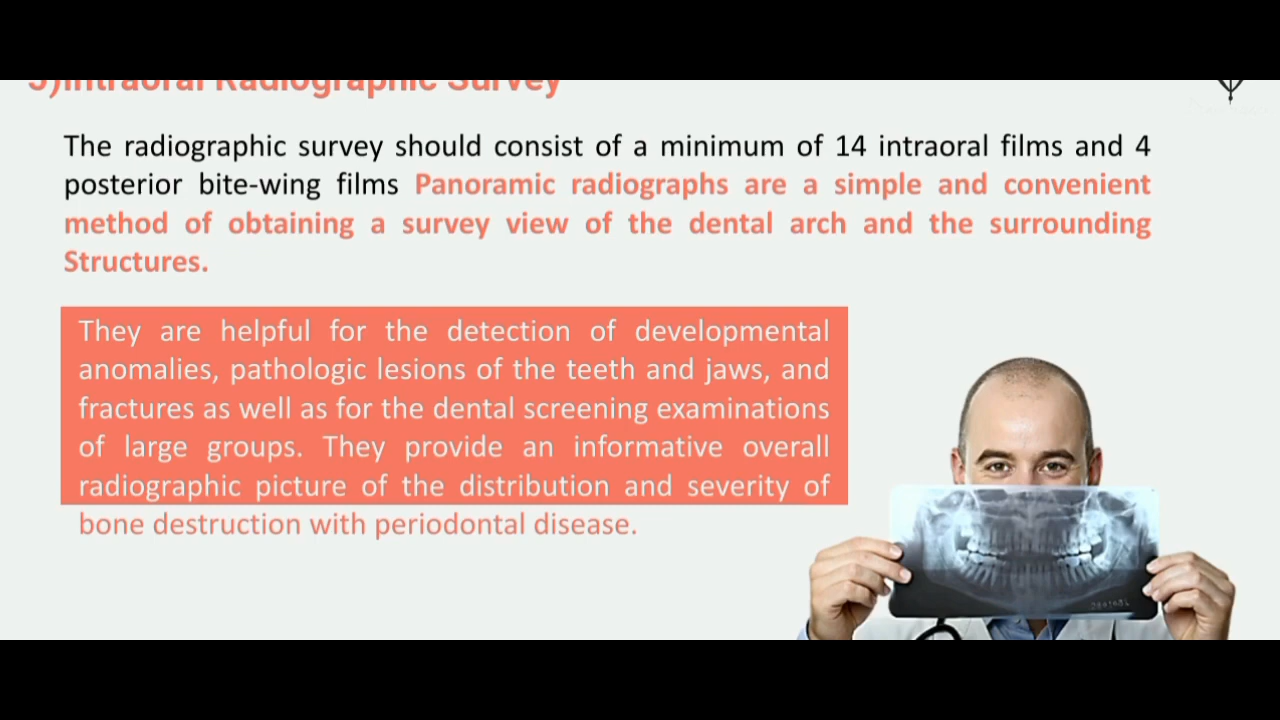 5)Intraoral Radiographic Survey
The radiographic survey should consist of a minimum of 14 intraoral films and 4
posterior bite-wing films Panoramic radiographs are a simple and convenient
method of obtaining a survey view of the dental arch and the surrounding
Structures.
They are helpful for the detection of developmental
anomalies, pathologic lesions of the teeth and jaws, and
fractures as well as for the dental screening examinations
of large groups. They provide an informative overall
radiographic picture of the distribution and severity of
bone destruction with periodontal disease.